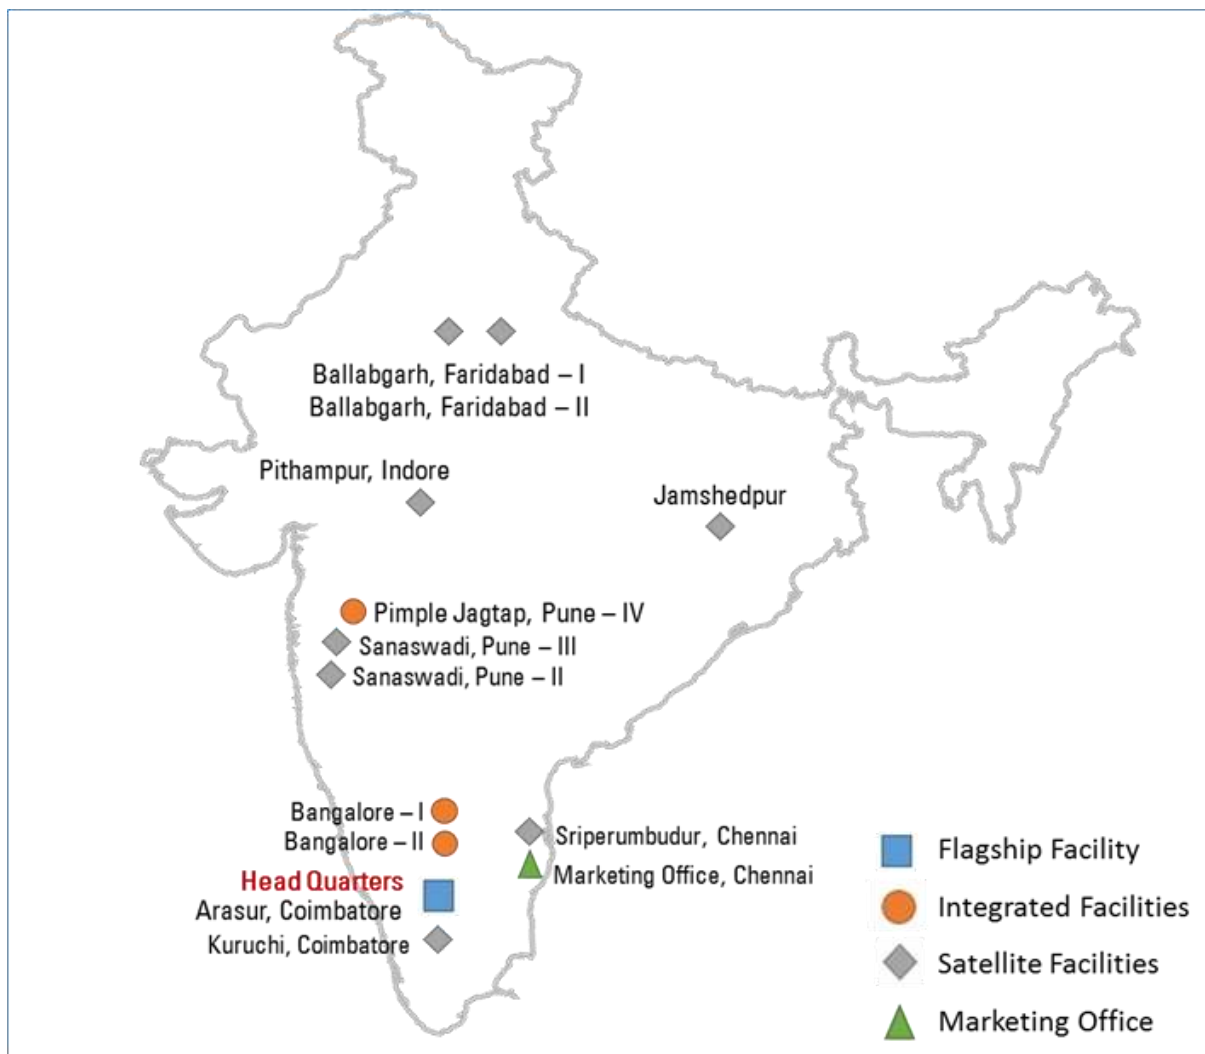 Ballabgarh, Faridabad – I
Ballabgarh, Faridabad – II
Pithampur, Indore
Jamshedpur
Pimple Jagtap, Pune – IV
Sanaswadi, Pune – III
Sanaswadi, Pune – II
Bangalore – I
Bangalore – II
Head Quarters
Arasur, Coimbatore
Kuruchi, Coimbatore
Sriperumbudur, Chennai
Marketing Office, Chennai
Flagship Facility
Integrated Facilities
Satellite Facilities
Marketing Office